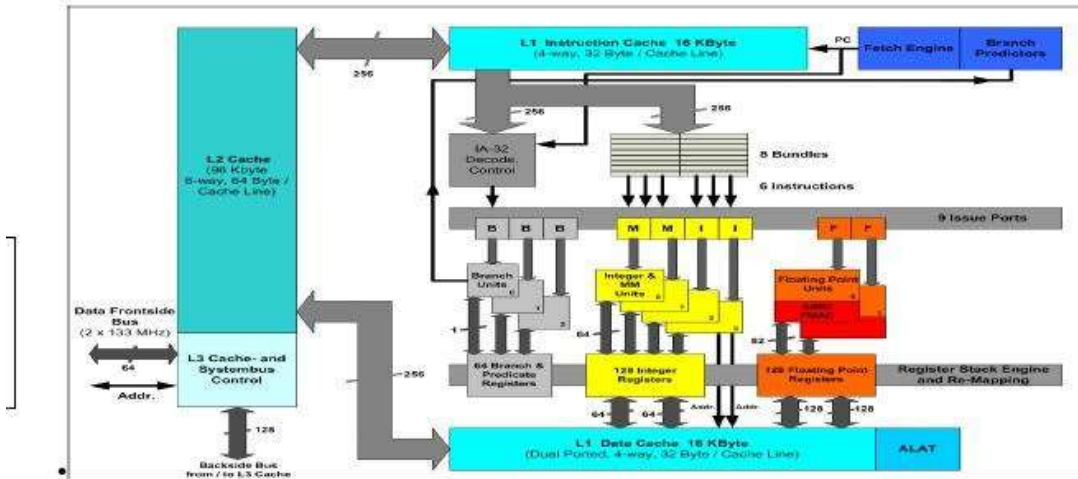 L1 Instruction Cache 16 KByte
(4-way, 32 Byte / Cache Line)
PC
Fetch Engine
Branch
Predictors
256
256
256
L2 Cache
(96 Kbyte
6-way, 64 Byte /
Cache Line)
IA-32
Decode,
Control
8 Bundles
6 Instructions
9 Issue Ports
B B B M M I I F F
Branch
Units
Integer &
MM
Units
Floating Point
Units
Data Frontside
Bus
(2 x 133 MHz)
64
Addr.
L3 Cache- and
Systembus
Control
1
64
82
256
64 Branch &
Predicate
Registers
128 Integer
Registers
128 Floating Point
Registers
Register Stack Engine
and Re-Mapping
128
64
64
Addr.
Addr.
128
128
Backside Bus
from / to L3 Cache
L1 Data Cache 16 KByte
(Dual Ported, 4-way, 32 Byte / Cache Line)
ALAT